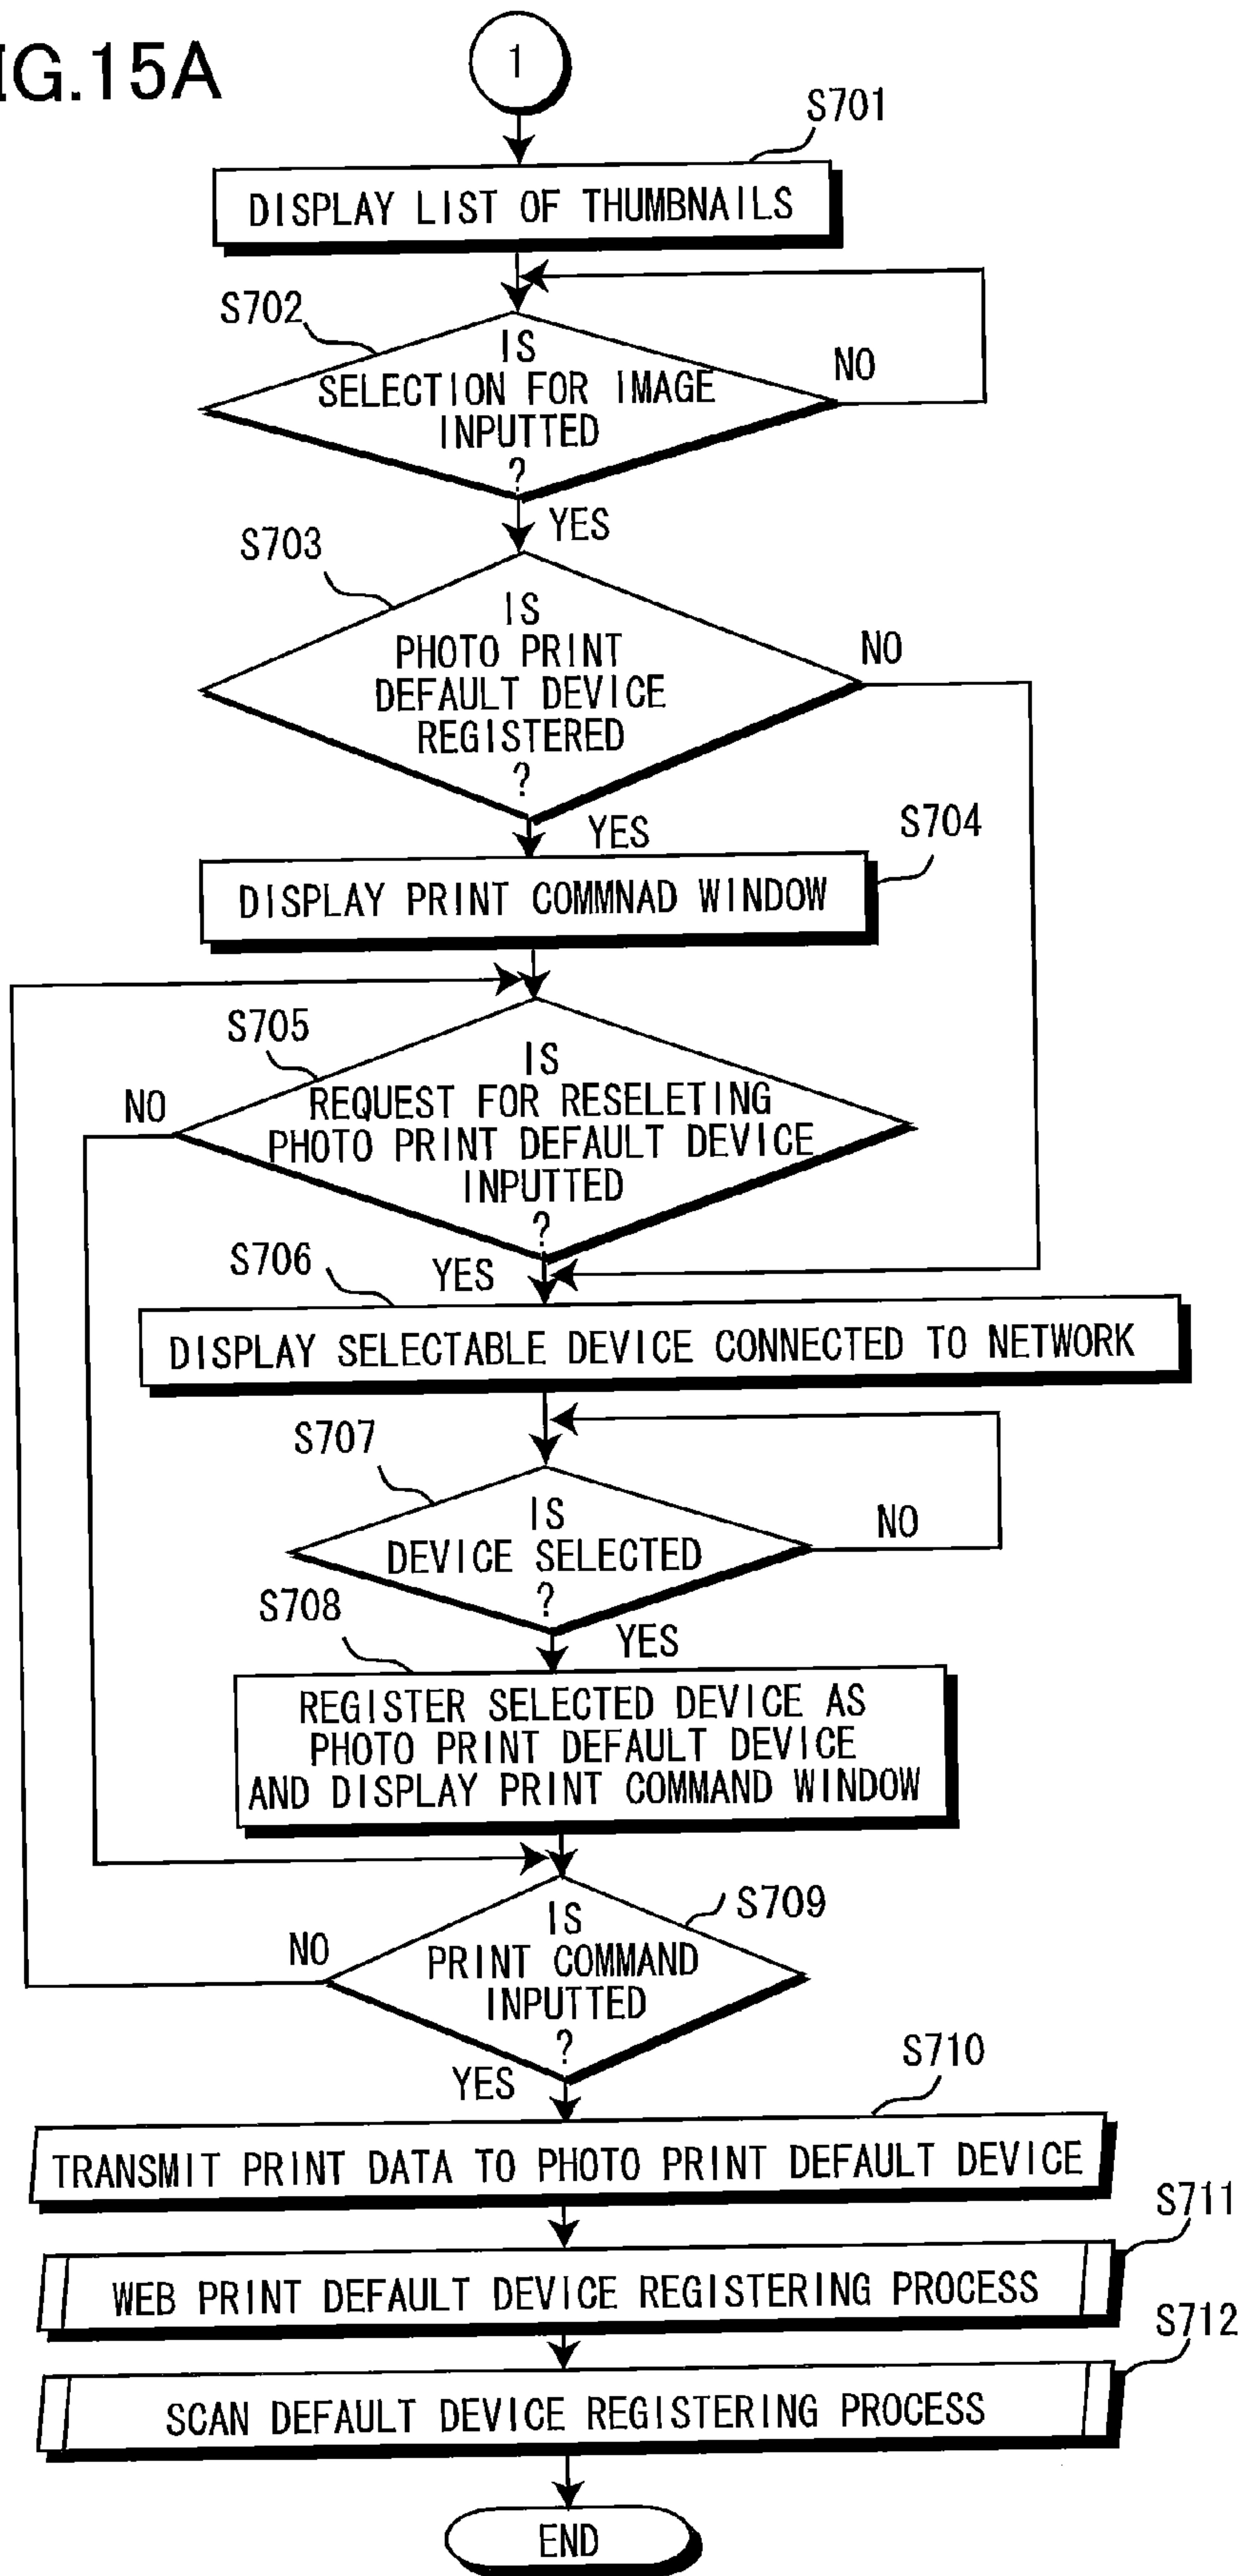 IG.15A
1
S701
DISPLAY LIST OF THUMBNAILS
S702
IS
SELECTION FOR IMAGE
INPUTTED
?
NO
YES
S703
IS
PHOTO PRINT
DEFAULT DEVICE
REGISTERED
?
NO
YES
S704
DISPLAY PRINT COMMNAD WINDOW
S705
IS
REQUEST FOR RESELETING
PHOTO PRINT DEFAULT DEVICE
INPUTTED
?
NO
YES
S706
DISPLAY SELECTABLE DEVICE CONNECTED TO NETWORK
S707
IS
DEVICE SELECTED
?
NO
YES
S708
REGISTER SELECTED DEVICE AS
PHOTO PRINT DEFAULT DEVICE
AND DISPLAY PRINT COMMAND WINDOW
S709
IS
PRINT COMMAND
INPUTTED
?
NO
YES
S710
TRANSMIT PRINT DATA TO PHOTO PRINT DEFAULT DEVICE
S711
WEB PRINT DEFAULT DEVICE REGISTERING PROCESS
S712
SCAN DEFAULT DEVICE REGISTERING PROCESS
END